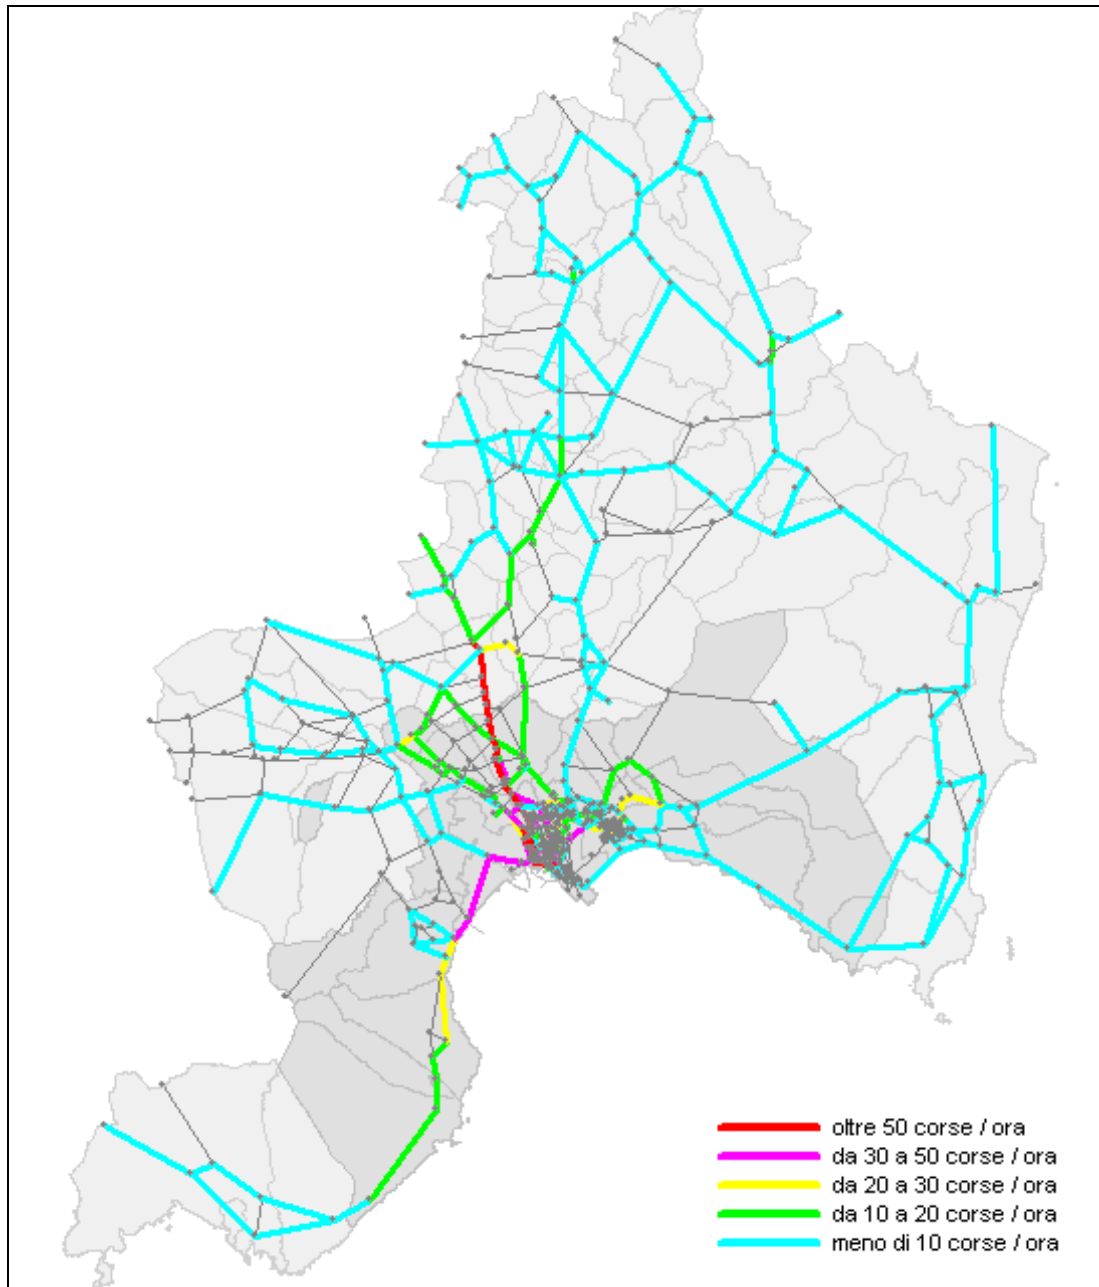 oltre 50 corse / ora
da 30 a 50 corse / ora
da 20 a 30 corse / ora
da 10 a 20 corse / ora
meno di 10 corse / ora